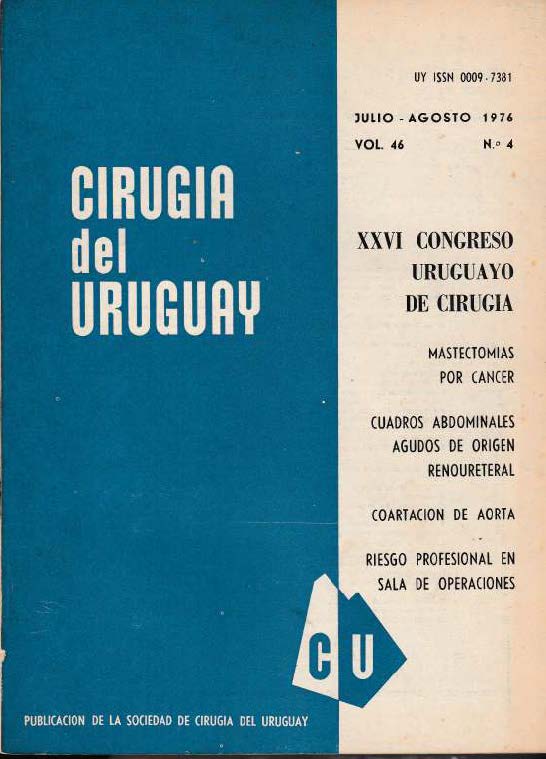 UY ISSN 0009-7381
JULIO - AGOSTO 1976
VOL. 46 N.º 4
CIRUGIA
del
URUGUAY
XXVI CONGRESO
URUGUAYO
DE CIRUGIA
MASTECTOMIAS
POR CANCER
CUADROS ABDOMINALES
AGUDOS DE ORIGEN
RENOURETERAL
COARTACION DE AORTA
RIESGO PROFESIONAL EN
SALA DE OPERACIONES
CU
PUBLICACION DE LA SOCIEDAD DE CIRUGIA DEL URUGUAY